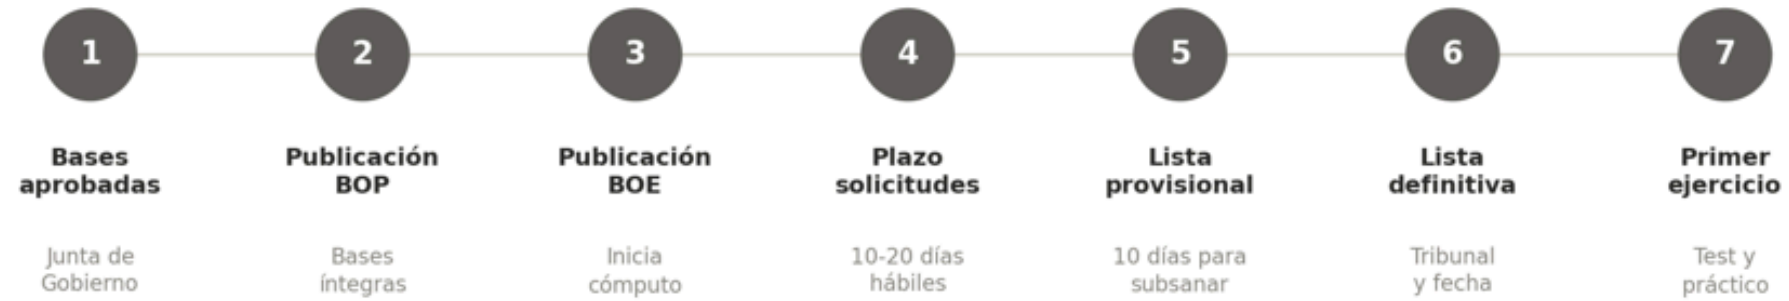 1
2
3
4
5
6
7
Bases
aprobadas
Publicación
BOP
Publicación
BOE
Plazo
solicitudes
Lista
provisional
Lista
definitiva
Primer
ejercicio
Junta de
Gobierno
Bases
íntegras
Inicia
cómputo
10-20 días
hábiles
10 días para
subsanar
Tribunal
y fecha
Test y
práctico